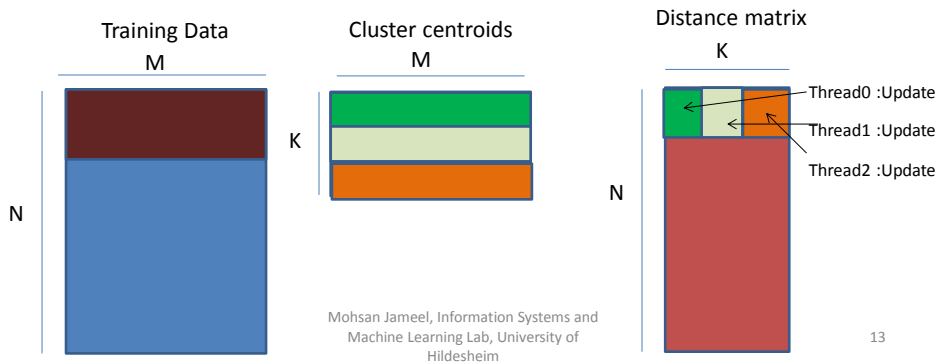 Training Data
M
N
Cluster centroids
M
K
Distance matrix
K
Thread0 :Update
Thread1 :Update
Thread2 :Update
Mohsan Jameel, Information Systems and
Machine Learning Lab, University of
Hildesheim
13